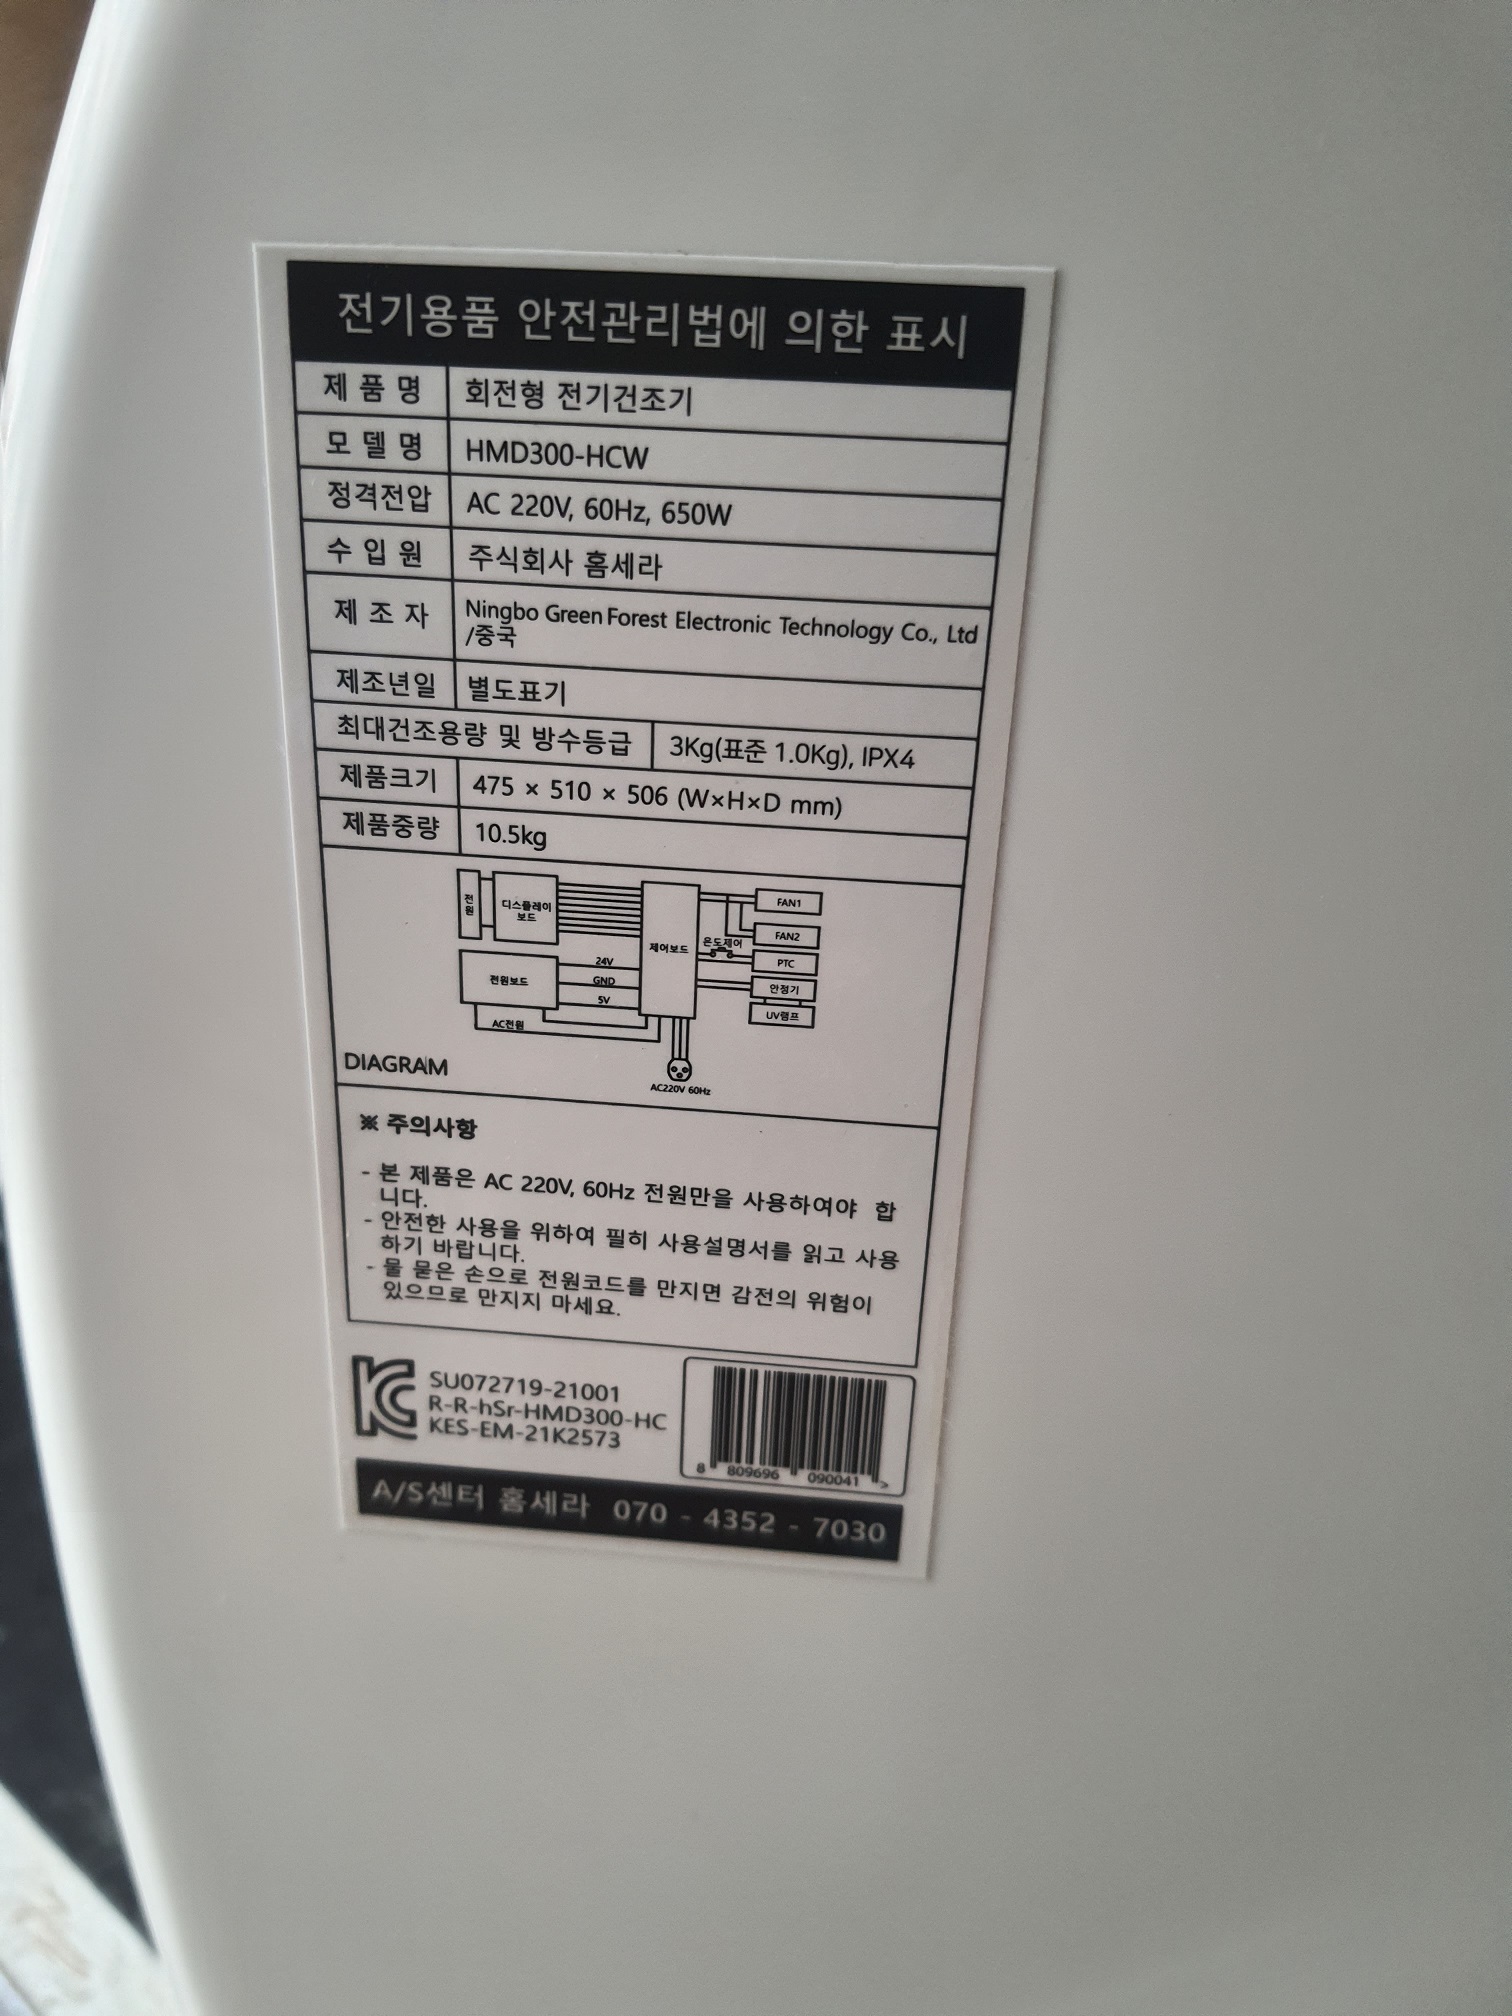 전기용품 안전관리법에 의한 표시
제 품 명 회전형 전기건조기
모 델 명 HMD300-HCW
정격전압 AC 220V, 60Hz, 650W
수 입 원 주식회사 홈세라
제 조 자 Ningbo Green Forest Electronic Technology Co., Ltd
/중국
제조년일 별도표기
최대건조용량 및 방수등급 3Kg(표준 1.0Kg), IPX4
제품크기 475 × 510 × 506 (W×H×D mm)
제품중량 10.5kg
전원
디스플레이
보드
제어보드
FAN1
FAN2
온도제어
PTC
안정기
UV램프
전원보드
24V
GND
5V
AC전원
AC220V 60Hz
DIAGRAM
※ 주의사항
- 본 제품은 AC 220V, 60Hz 전원만을 사용하여야 합
니다.
- 안전한 사용을 위하여 필히 사용설명서를 읽고 사용
하기 바랍니다.
- 물 묻은 손으로 전원코드를 만지면 감전의 위험이
있으므로 만지지 마세요.
SU072719-21001
R-R-hSr-HMD300-HC
KES-EM-21K2573
8 809696 090041 >
A/S센터 홈세라 070 - 4352 - 7030